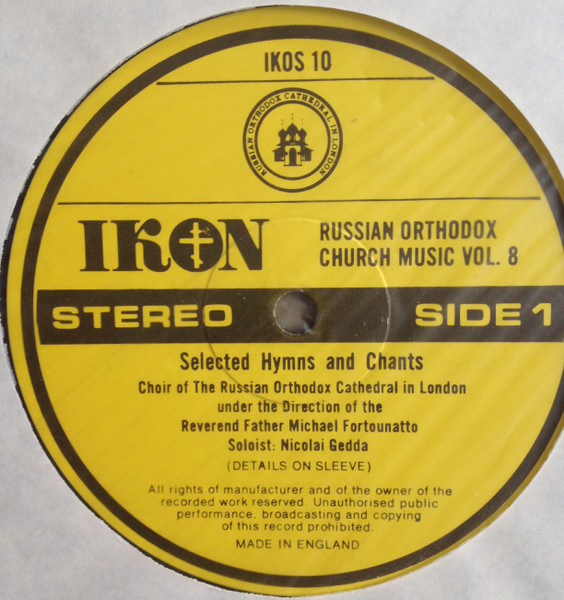 IKOS 10
RUSSIAN ORTHODOX CATHEDRAL IN LONDON
IKON
RUSSIAN ORTHODOX
CHURCH MUSIC VOL. 8
STEREO
SIDE 1
Selected Hymns and Chants
Choir of The Russian Orthodox Cathedral in London
under the Direction of the
Reverend Father Michael Fortounatto
Soloist: Nicolai Gedda
(DETAILS ON SLEEVE)
All rights of manufacturer and of the owner of the
recorded work reserved. Unauthorised public
performance, broadcasting and copying
of this record prohibited.
MADE IN ENGLAND